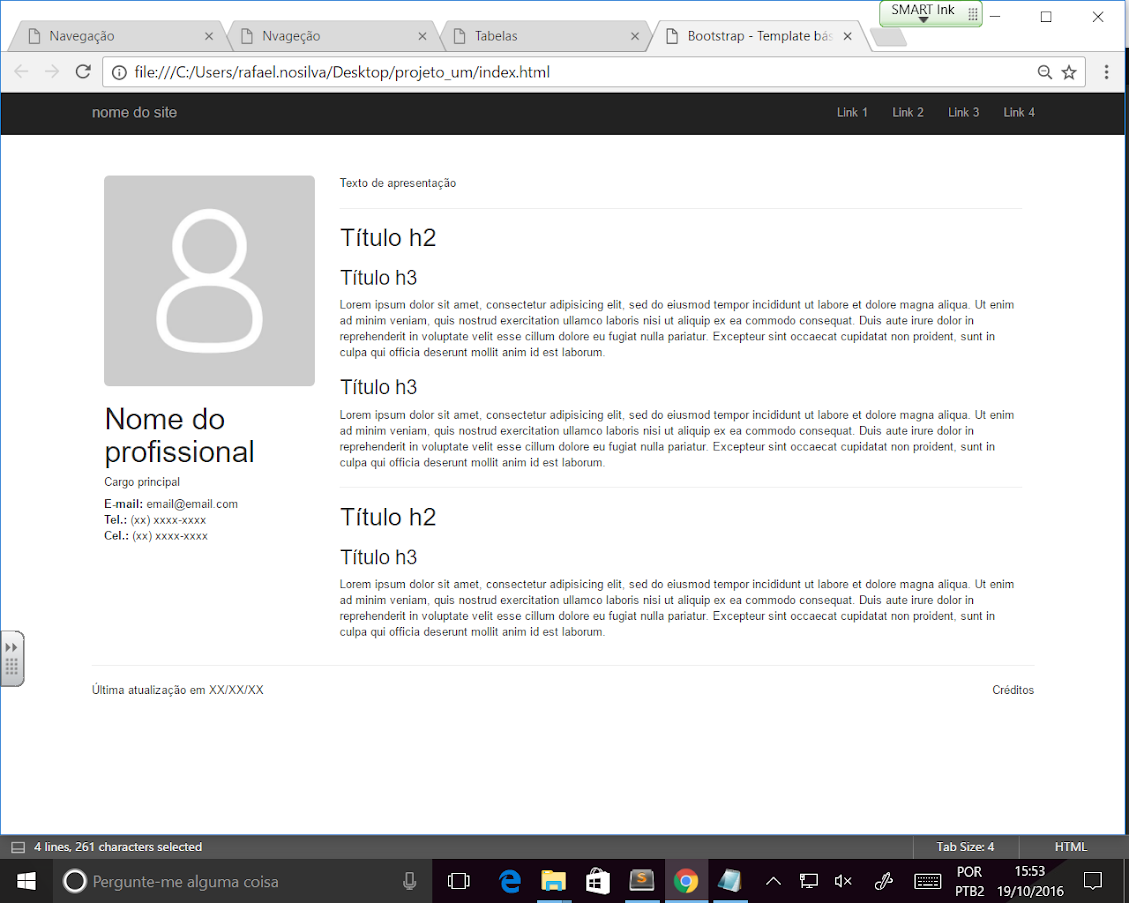 SMART Ink
Navegação
Nvageção
Tabelas
Bootstrap - Template bás
file:///C:/Users/rafael.nosilva/Desktop/projeto_um/index.html
nome do site
Link 1
Link 2
Link 3
Link 4
Texto de apresentação
Título h2
Título h3
Lorem ipsum dolor sit amet, consectetur adipisicing elit, sed do eiusmod tempor incididunt ut labore et dolore magna aliqua. Ut enim
ad minim veniam, quis nostrud exercitation ullamco laboris nisi ut aliquip ex ea commodo consequat. Duis aute irure dolor in
reprehenderit in voluptate velit esse cillum dolore eu fugiat nulla pariatur. Excepteur sint occaecat cupidatat non proident, sunt in
culpa qui officia deserunt mollit anim id est laborum.
Título h3
Lorem ipsum dolor sit amet, consectetur adipisicing elit, sed do eiusmod tempor incididunt ut labore et dolore magna aliqua. Ut enim
ad minim veniam, quis nostrud exercitation ullamco laboris nisi ut aliquip ex ea commodo consequat. Duis aute irure dolor in
reprehenderit in voluptate velit esse cillum dolore eu fugiat nulla pariatur. Excepteur sint occaecat cupidatat non proident, sunt in
culpa qui officia deserunt mollit anim id est laborum.
Nome do
profissional
Cargo principal
E-mail: email@email.com
Tel.: (xx) xxxx-xxxx
Cel.: (xx) xxxx-xxxx
Título h2
Título h3
Lorem ipsum dolor sit amet, consectetur adipisicing elit, sed do eiusmod tempor incididunt ut labore et dolore magna aliqua. Ut enim
ad minim veniam, quis nostrud exercitation ullamco laboris nisi ut aliquip ex ea commodo consequat. Duis aute irure dolor in
reprehenderit in voluptate velit esse cillum dolore eu fugiat nulla pariatur. Excepteur sint occaecat cupidatat non proident, sunt in
culpa qui officia deserunt mollit anim id est laborum.
Última atualização em XX/XX/XX
Créditos
4 lines, 261 characters selected
Tab Size: 4
HTML
Pergunte-me alguma coisa
POR
PTB2
15:53
19/10/2016